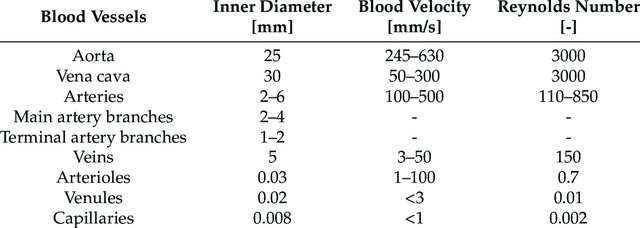 Blood Vessels Inner Diameter [mm] Blood Velocity [mm/s] Reynolds Number [-]
Aorta 25 245–630 3000
Vena cava 30 50–300 3000
Arteries 2–6 100–500 110–850
Main artery branches 2–4 - -
Terminal artery branches 1–2 - -
Veins 5 3–50 150
Arterioles 0.03 1–100 0.7
Venules 0.02 <3 0.01
Capillaries 0.008 <1 0.002